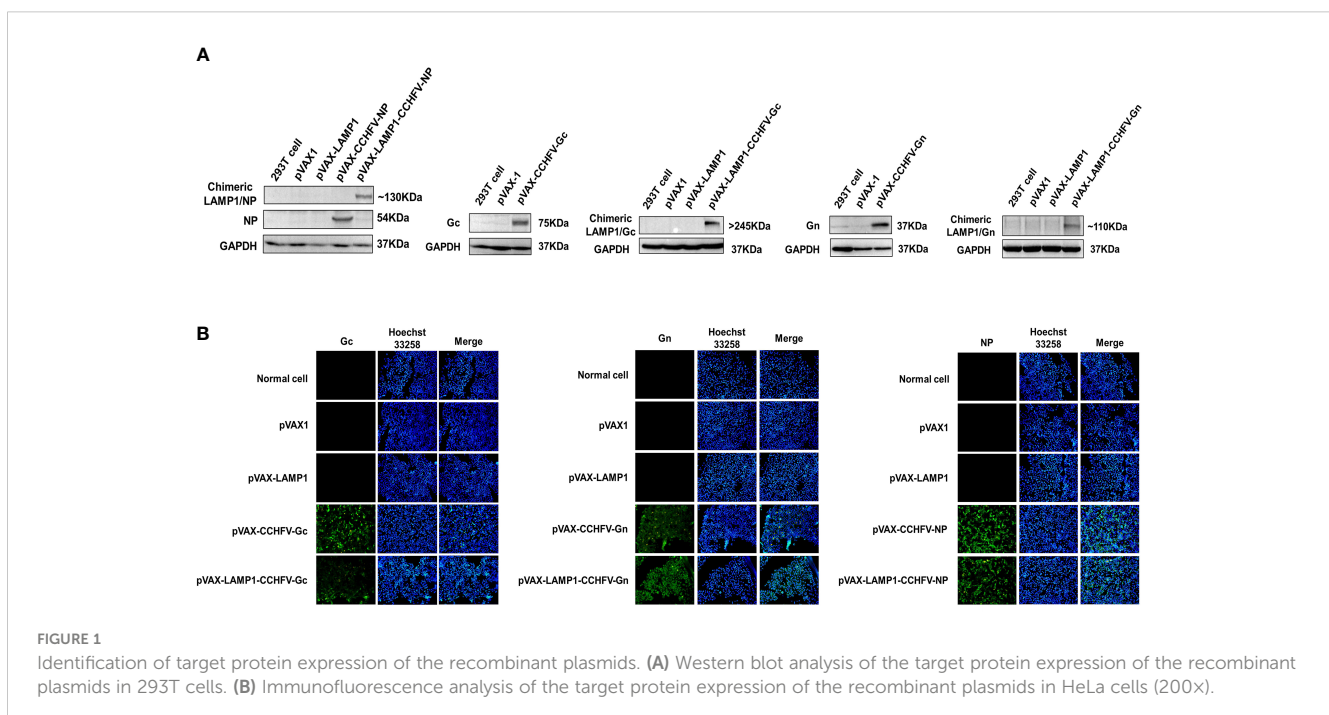 A
293T cell
pVAX1
pVAX-LAMP1
pVAX-CCHFV-NP
pVAX-LAMP1-CCHFV-NP
Chimeric
LAMP1/NP
~130KDa
NP
54KDa
GAPDH
37KDa
293T cell
pVAX-1
pVAX-CCHFV-Gc
Gc
75KDa
GAPDH
37KDa
293T cell
pVAX1
pVAX-LAMP1
pVAX-LAMP1-CCHFV-Gc
Chimeric
LAMP1/Gc
>245KDa
GAPDH
37KDa
293T cell
pVAX-1
pVAX-CCHFV-Gn
Gn
37KDa
GAPDH
37KDa
293T cell
pVAX1
pVAX-LAMP1
pVAX-LAMP1-CCHFV-Gn
Chimeric
LAMP1/Gn
~110KDa
GAPDH
37KDa
B
Gc
Hoechst
33258
Merge
Normal cell
pVAX1
pVAX-LAMP1
pVAX-CCHFV-Gc
pVAX-LAMP1-CCHFV-Gc
Gn
Hoechst
33258
Merge
Normal cell
pVAX1
pVAX-LAMP1
pVAX-CCHFV-Gn
pVAX-LAMP1-CCHFV-Gn
NP
Hoechst
33258
Merge
Normal cell
pVAX1
pVAX-LAMP1
pVAX-CCHFV-NP
pVAX-LAMP1-CCHFV-NP
FIGURE 1
Identification of target protein expression of the recombinant plasmids. (A) Western blot analysis of the target protein expression of the recombinant
plasmids in 293T cells. (B) Immunofluorescence analysis of the target protein expression of the recombinant plasmids in HeLa cells (200×).